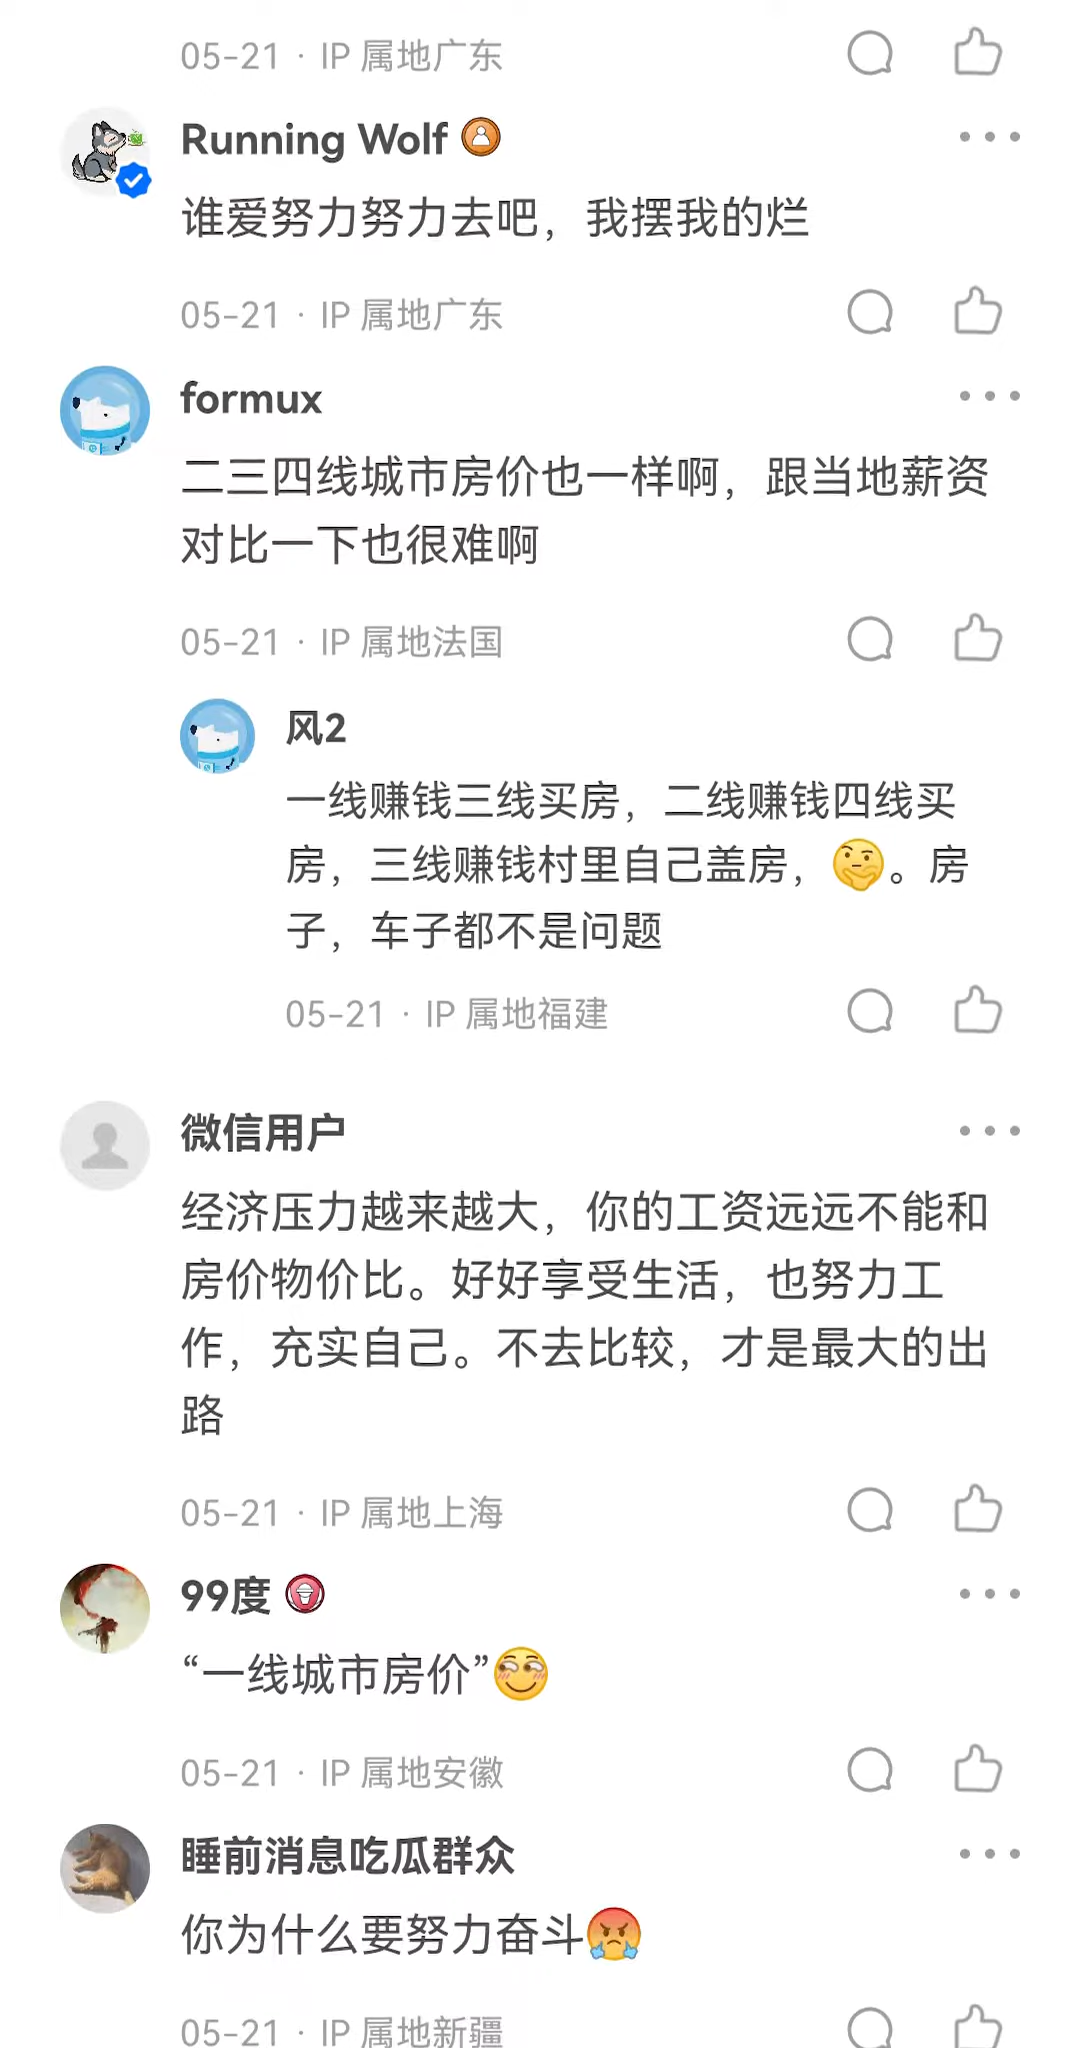 05-21 · IP 属地广东
Running Wolf
谁爱努力努力去吧，我摆我的烂
05-21 · IP 属地广东
formux
二三四线城市房价也一样啊，跟当地薪资
对比一下也很难啊
05-21 · IP 属地法国
风2
一线赚钱三线买房，二线赚钱四线买
房，三线赚钱村里自己盖房，🤔。房
子，车子都不是问题
05-21 · IP 属地福建
微信用户
经济压力越来越大，你的工资远远不能和
房价物价比。好好享受生活，也努力工
作，充实自己。不去比较，才是最大的出
路
05-21 · IP 属地上海
99度
“一线城市房价”
05-21 · IP 属地安徽
睡前消息吃瓜群众
你为什么要努力奋斗
05-21 · IP 属地新疆